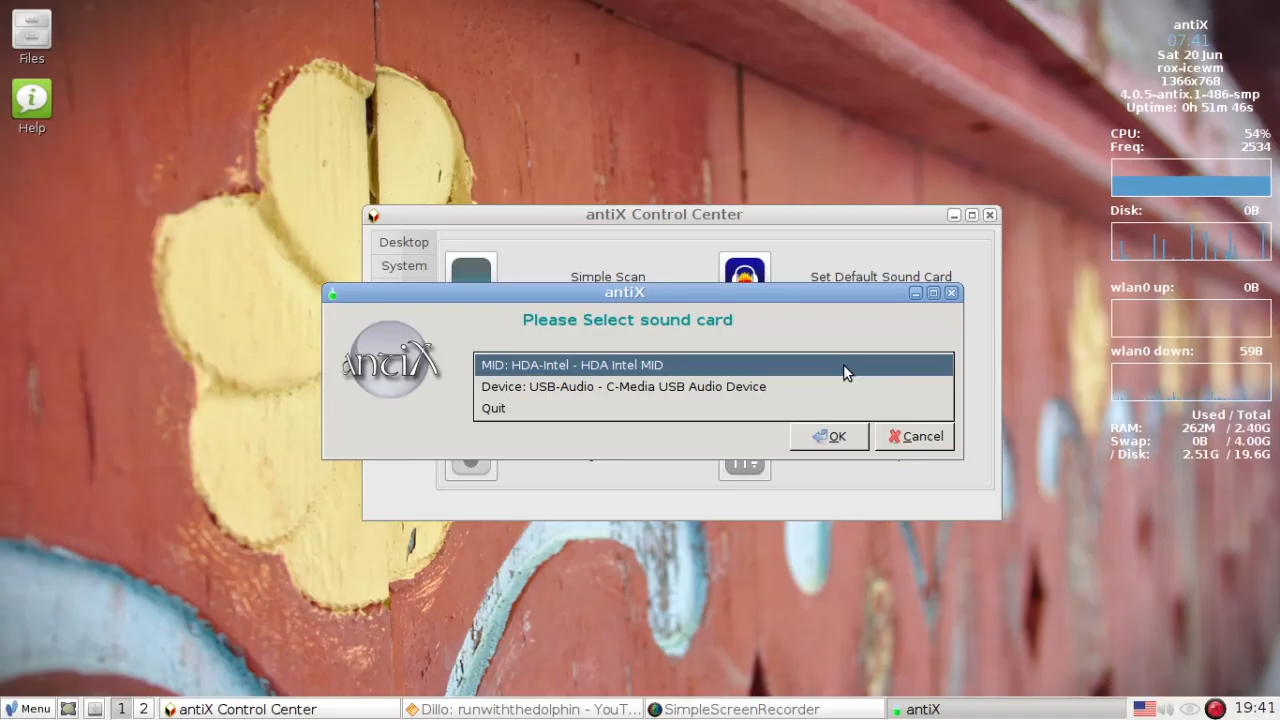 Files
Help
antiX
07:41
Sat 20 Jun
rox-icewm
1366x768
4.0.5-antix.1-486-smp
Uptime: 0h 51m 46s
CPU: 54%
Freq: 2534
Disk: 0B
wlan0 up: 0B
wlan0 down: 59B
Used / Total
RAM: 262M / 2.40G
Swap: 0B / 4.00G
/ Disk: 2.51G / 19.6G
antiX Control Center
Desktop
System
Simple Scan
Set Default Sound Card
antiX
Please Select sound card
antiX
MID: HDA-Intel - HDA Intel MID
Device: USB-Audio - C-Media USB Audio Device
Quit
OK
Cancel
Menu
1
2
antiX Control Center
Dillo: runwiththedolphin - YouT...
SimpleScreenRecorder
antiX
19:41